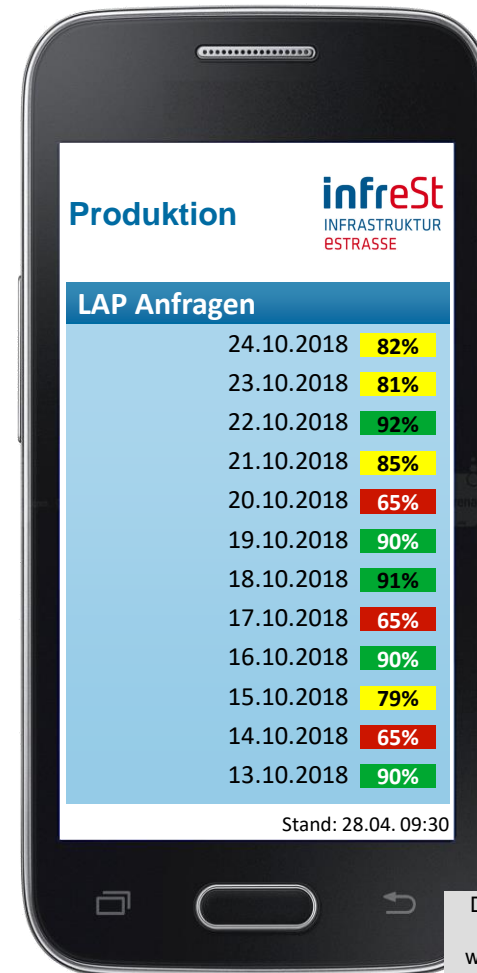 Produktion
infreSt
INFRASTRUKTUR
eSTRASSE
LAP Anfragen
24.10.2018 82%
23.10.2018 81%
22.10.2018 92%
21.10.2018 85%
20.10.2018 65%
19.10.2018 90%
18.10.2018 91%
17.10.2018 65%
16.10.2018 90%
15.10.2018 79%
14.10.2018 65%
13.10.2018 90%
Stand: 28.04. 09:30